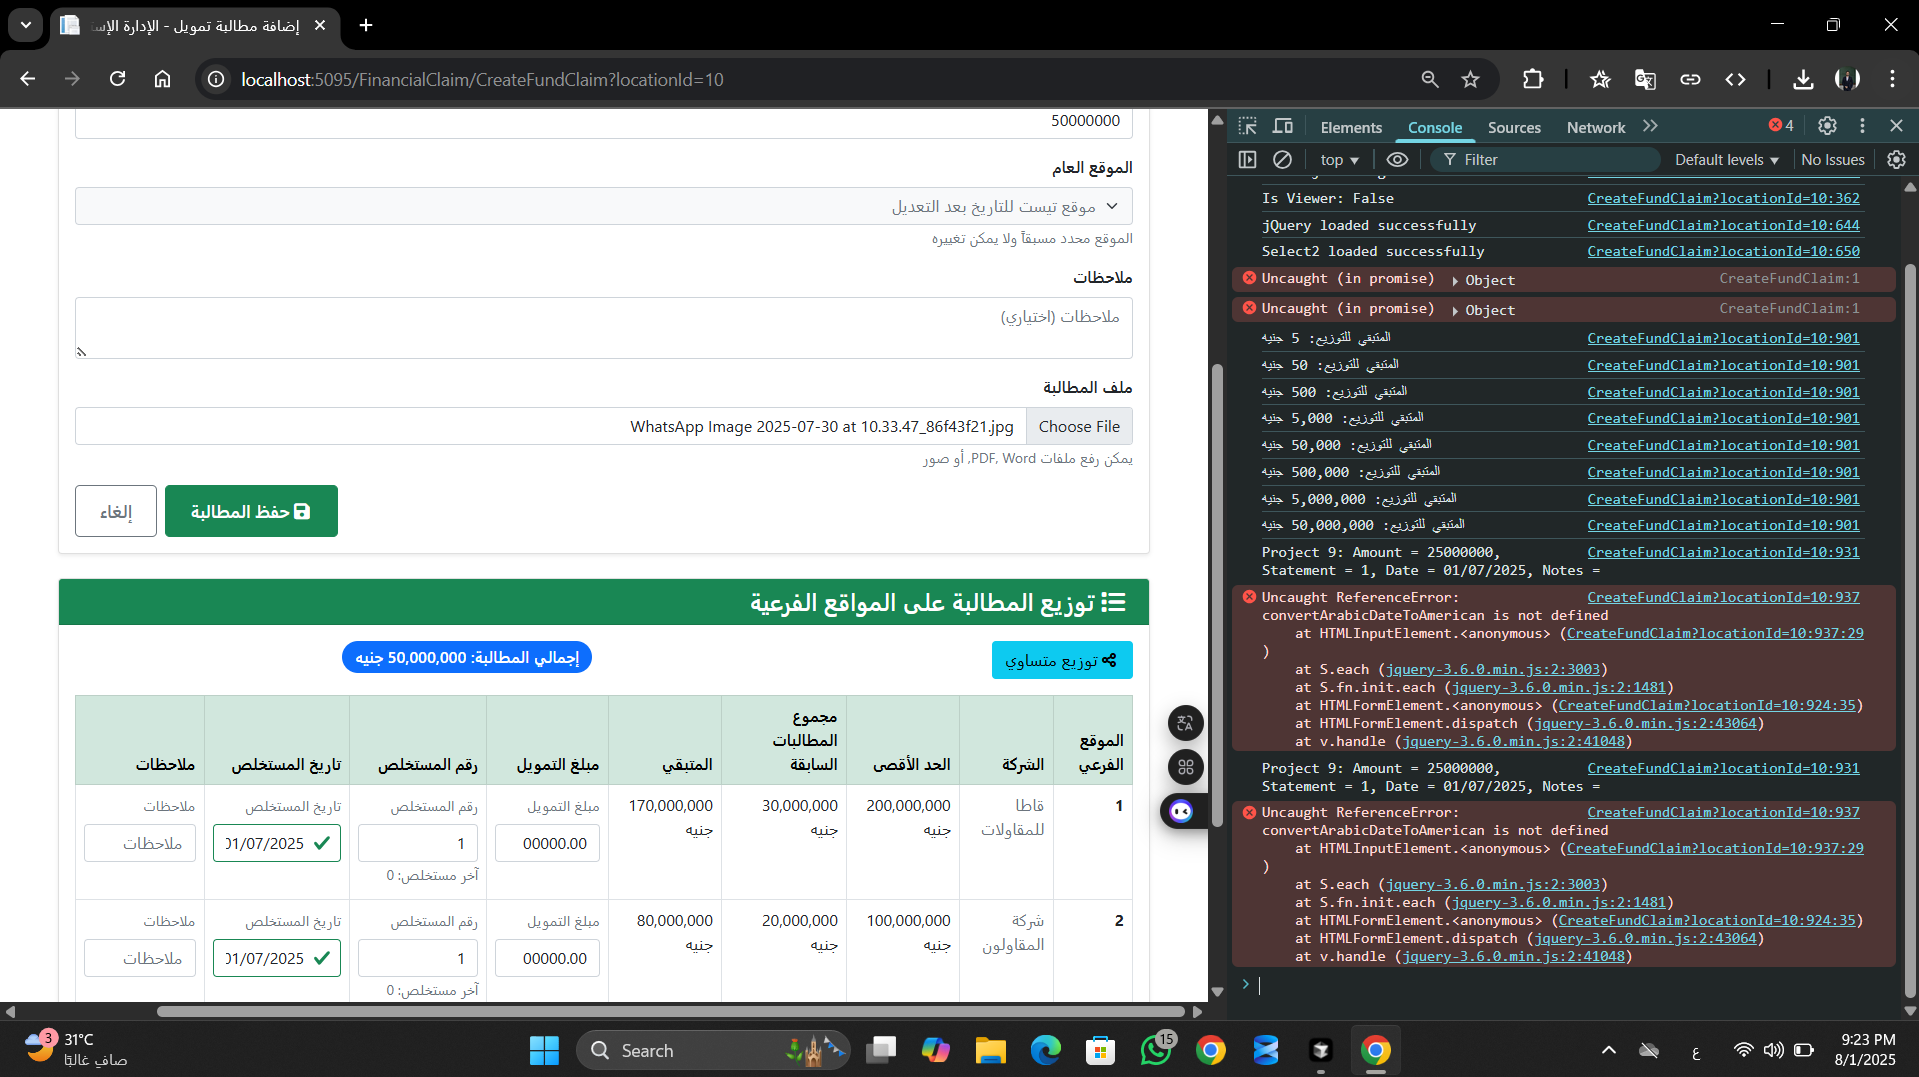 إضافة مطالبة تمويل - الإدارة الإست
localhost:5095/FinancialClaim/CreateFundClaim?locationId=10
50000000
الموقع العام
موقع تيست للتاريخ بعد التعديل
الموقع محدد مسبقاً ولا يمكن تغييره
ملاحظات
ملاحظات (اختياري)
ملف المطالبة
Choose File
WhatsApp Image 2025-07-30 at 10.33.47_86f43f21.jpg
يمكن رفع ملفات PDF, Word, أو صور
حفظ المطالبة
إلغاء
توزيع المطالبة على المواقع الفرعية
توزيع متساوي
إجمالي المطالبة: 50,000,000 جنيه
الموقع الفرعي	الشركة	الحد الأقصى	مجموع المطالبات السابقة	المتبقي	مبلغ التمويل	رقم المستخلص	تاريخ المستخلص	ملاحظات
1	قاطا للمقاولات	200,000,000 جنيه	30,000,000 جنيه	170,000,000 جنيه	مبلغ التمويل	رقم المستخلص	تاريخ المستخلص	ملاحظات
00000.00	1	01/07/2025	ملاحظات
آخر مستخلص: 0
2	شركة المقاولون	100,000,000 جنيه	20,000,000 جنيه	80,000,000 جنيه	مبلغ التمويل	رقم المستخلص	تاريخ المستخلص	ملاحظات
00000.00	1	01/07/2025	ملاحظات
آخر مستخلص: 0
Elements	Console	Sources	Network	4
top	Filter	Default levels	No Issues
Is Viewer: False	CreateFundClaim?locationId=10:362
jQuery loaded successfully	CreateFundClaim?locationId=10:644
Select2 loaded successfully	CreateFundClaim?locationId=10:650
Uncaught (in promise) Object	CreateFundClaim:1
Uncaught (in promise) Object	CreateFundClaim:1
المتبقي للتوزيع: 5 جنيه	CreateFundClaim?locationId=10:901
المتبقي للتوزيع: 50 جنيه	CreateFundClaim?locationId=10:901
المتبقي للتوزيع: 500 جنيه	CreateFundClaim?locationId=10:901
المتبقي للتوزيع: 5,000 جنيه	CreateFundClaim?locationId=10:901
المتبقي للتوزيع: 50,000 جنيه	CreateFundClaim?locationId=10:901
المتبقي للتوزيع: 500,000 جنيه	CreateFundClaim?locationId=10:901
المتبقي للتوزيع: 5,000,000 جنيه	CreateFundClaim?locationId=10:901
المتبقي للتوزيع: 50,000,000 جنيه	CreateFundClaim?locationId=10:901
Project 9: Amount = 25000000,	CreateFundClaim?locationId=10:931
Statement = 1, Date = 01/07/2025, Notes =
Uncaught ReferenceError:	CreateFundClaim?locationId=10:937
convertArabicDateToAmerican is not defined
at HTMLInputElement.<anonymous> (CreateFundClaim?locationId=10:937:29
)
at S.each (jquery-3.6.0.min.js:2:3003)
at S.fn.init.each (jquery-3.6.0.min.js:2:1481)
at HTMLFormElement.<anonymous> (CreateFundClaim?locationId=10:924:35)
at HTMLFormElement.dispatch (jquery-3.6.0.min.js:2:43064)
at v.handle (jquery-3.6.0.min.js:2:41048)
Project 9: Amount = 25000000,	CreateFundClaim?locationId=10:931
Statement = 1, Date = 01/07/2025, Notes =
Uncaught ReferenceError:	CreateFundClaim?locationId=10:937
convertArabicDateToAmerican is not defined
at HTMLInputElement.<anonymous> (CreateFundClaim?locationId=10:937:29
)
at S.each (jquery-3.6.0.min.js:2:3003)
at S.fn.init.each (jquery-3.6.0.min.js:2:1481)
at HTMLFormElement.<anonymous> (CreateFundClaim?locationId=10:924:35)
at HTMLFormElement.dispatch (jquery-3.6.0.min.js:2:43064)
at v.handle (jquery-3.6.0.min.js:2:41048)
3
31°C
صافٍ غالبًا
Search
15
ع
9:23 PM
8/1/2025